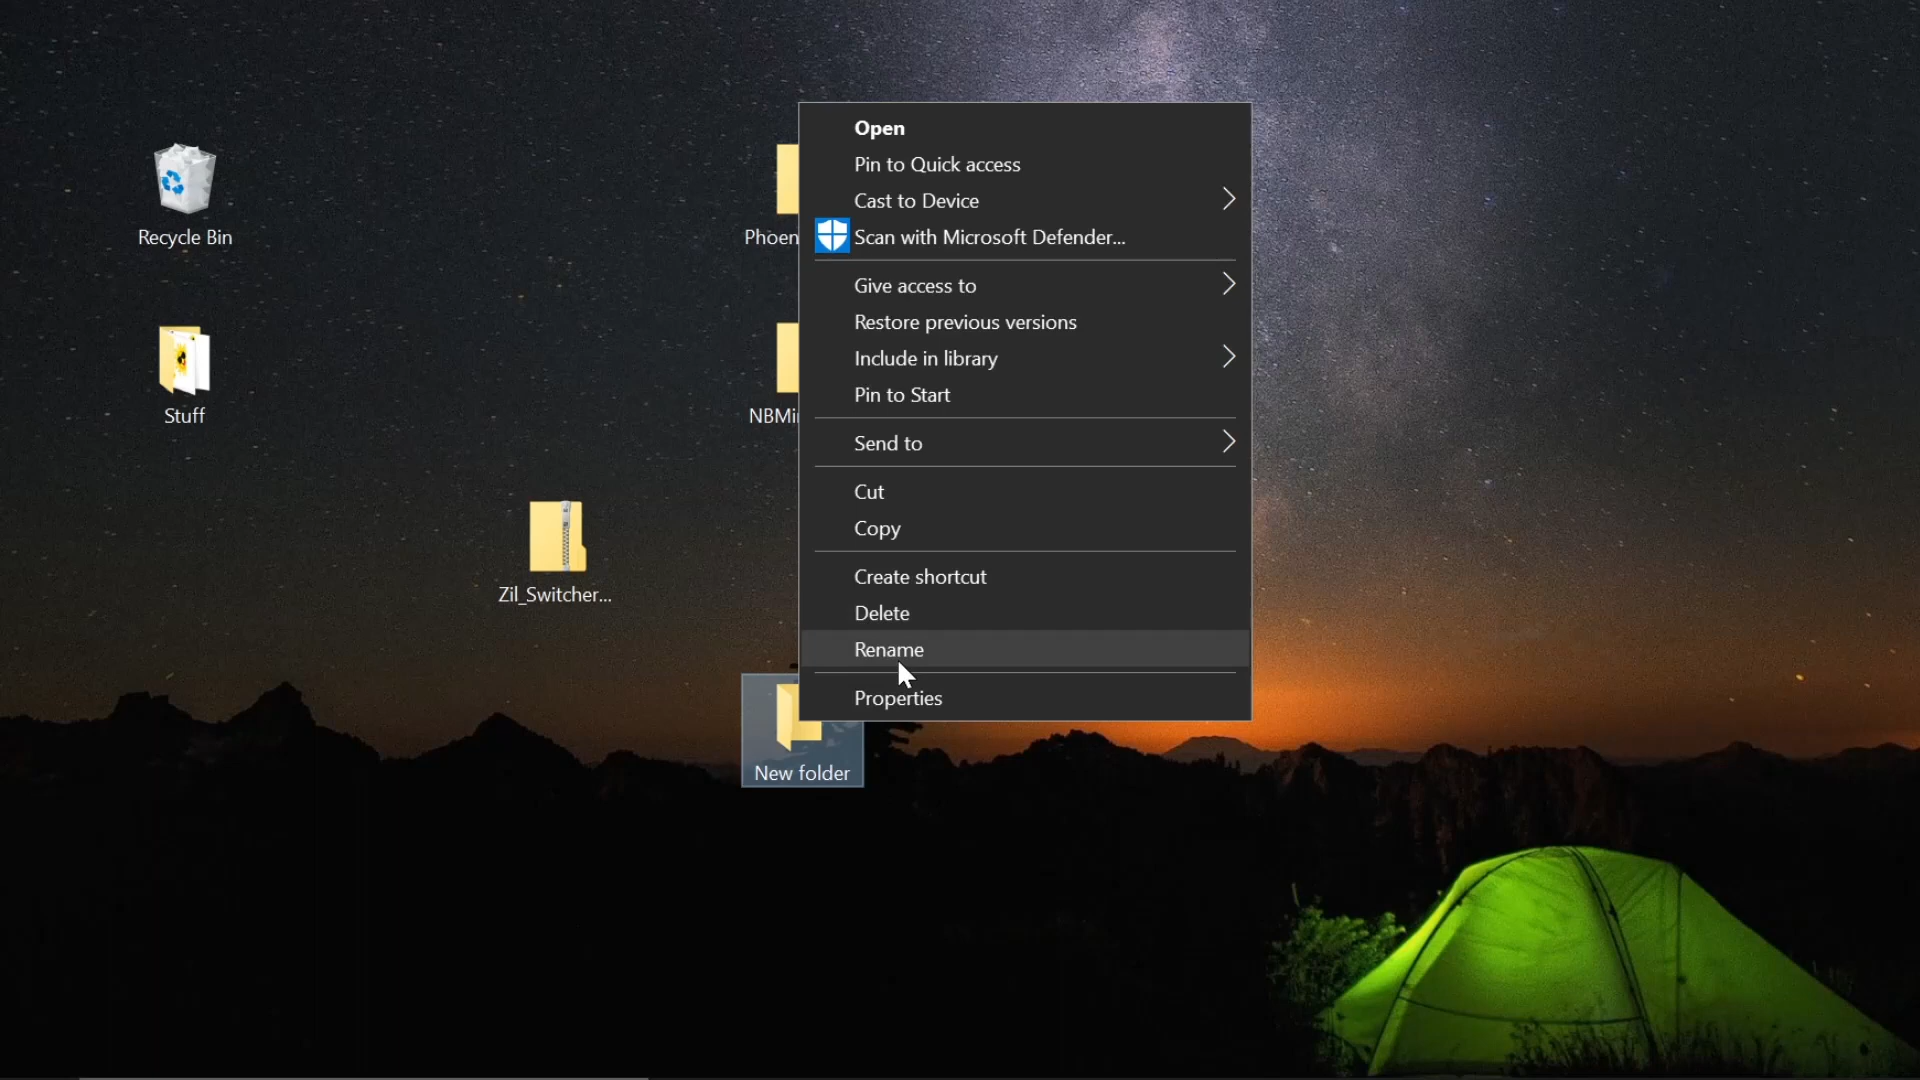 Recycle Bin
Stuff
Zil_Switcher...
Phoen
NBMi
New folder
Open
Pin to Quick access
Cast to Device
Scan with Microsoft Defender...
Give access to
Restore previous versions
Include in library
Pin to Start
Send to
Cut
Copy
Create shortcut
Delete
Rename
Properties